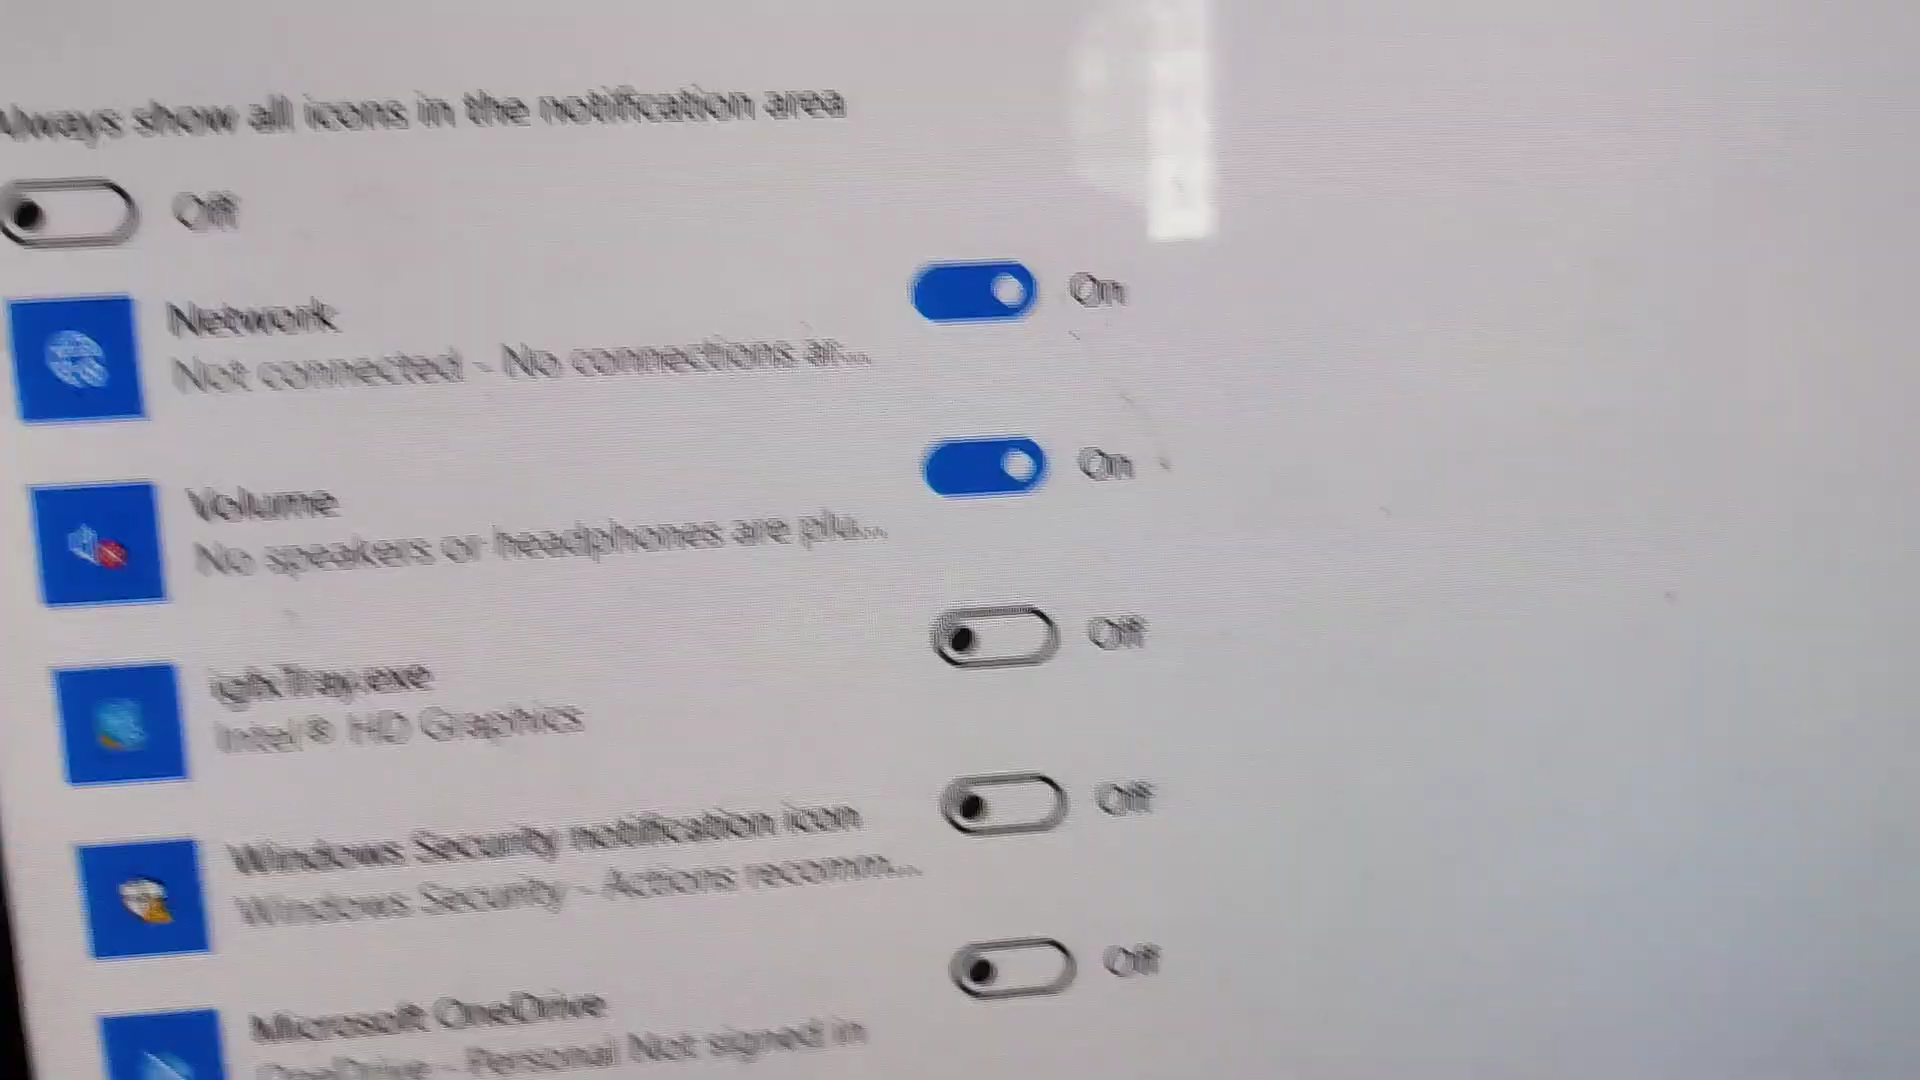 Always show all icons in the notification area
Off
Network
Not connected - No connections ar...
On
Volume
No speakers or headphones are plu...
On
igfxTray.exe
Intel® HD Graphics
Off
Windows Security notification icon
Windows Security - Actions recomm...
Off
Microsoft OneDrive
OneDrive - Personal Not signed in
Off